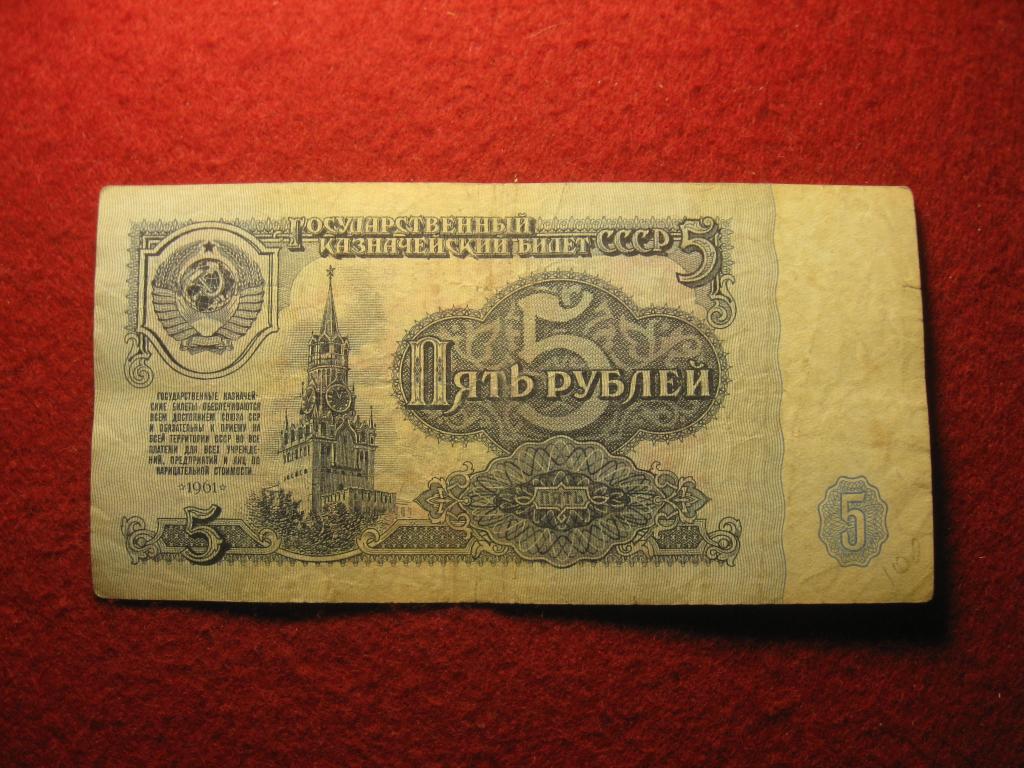 Государственный
казначейский билет СССР 5
5
Пять рублей
ГОСУДАРСТВЕННЫЕ КАЗНАЧЕЙ-
СКИЕ БИЛЕТЫ ОБЕСПЕЧИВАЮТСЯ
ВСЕМ ДОСТОЯНИЕМ СОЮЗА ССР
И ОБЯЗАТЕЛЬНЫ К ПРИЕМУ НА
ВСЕЙ ТЕРРИТОРИИ СССР ВО ВСЕ
ПЛАТЕЖИ ДЛЯ ВСЕХ УЧРЕЖДЕ-
НИЙ, ПРЕДПРИЯТИЙ И ЛИЦ ПО
НАРИЦАТЕЛЬНОЙ СТОИМОСТИ.
1961
ПЯТЬ
5
5
100